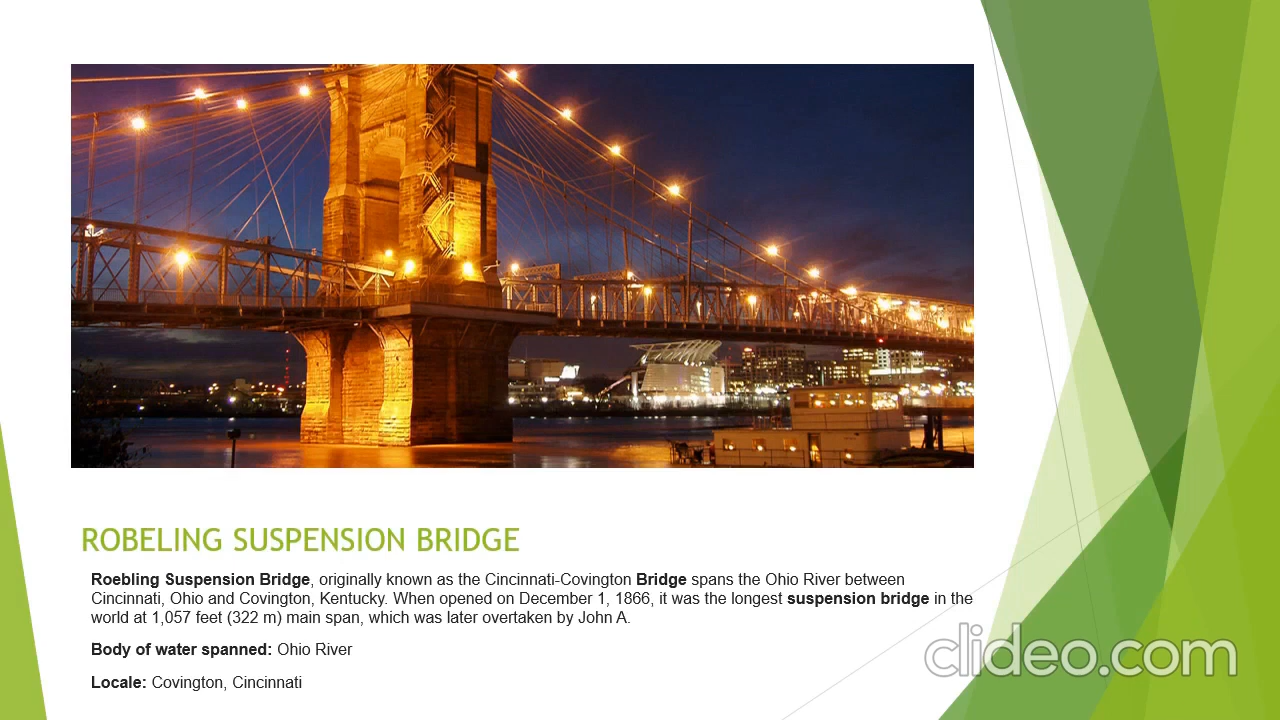 ROBELING SUSPENSION BRIDGE
Roebling Suspension Bridge, originally known as the Cincinnati-Covington Bridge spans the Ohio River between
Cincinnati, Ohio and Covington, Kentucky. When opened on December 1, 1866, it was the longest suspension bridge in the
world at 1,057 feet (322 m) main span, which was later overtaken by John A.
Body of water spanned: Ohio River
Locale: Covington, Cincinnati
clideo.com